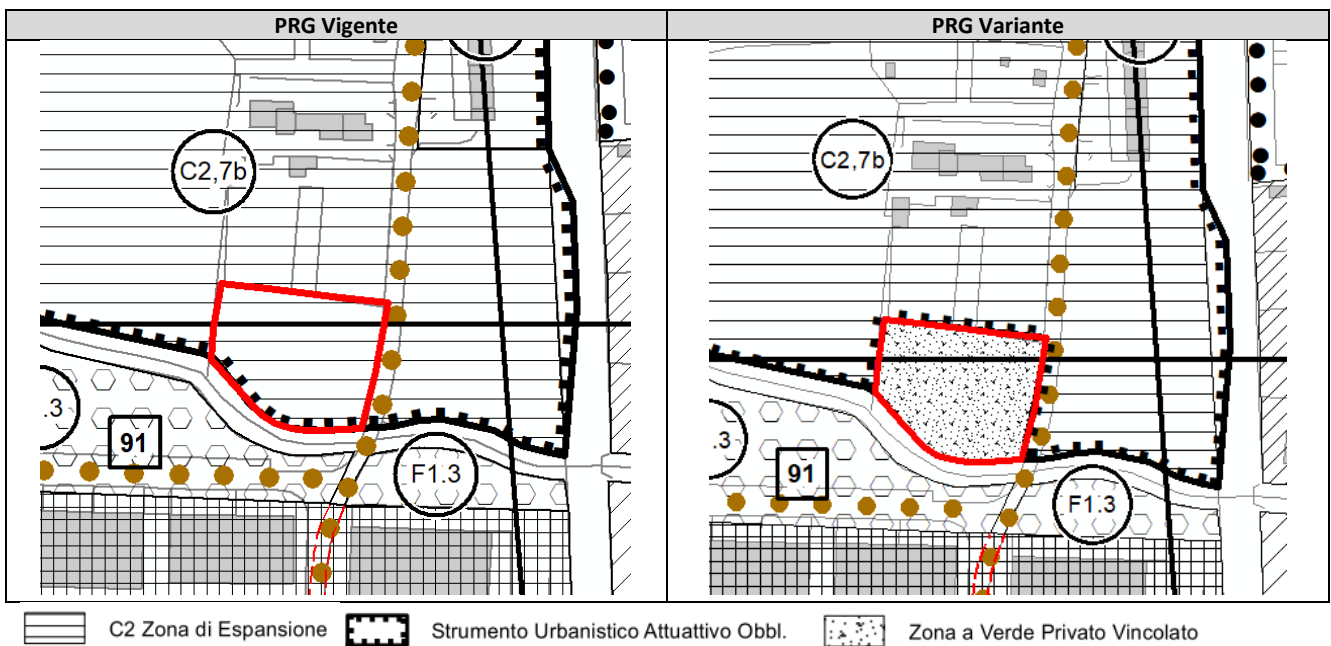 PRG Vigente
PRG Variante
C2,7b
C2,7b
.3
91
F1.3
.3
91
F1.3
C2 Zona di Espansione
Strumento Urbanistico Attuattivo Obbl.
Zona a Verde Privato Vincolato